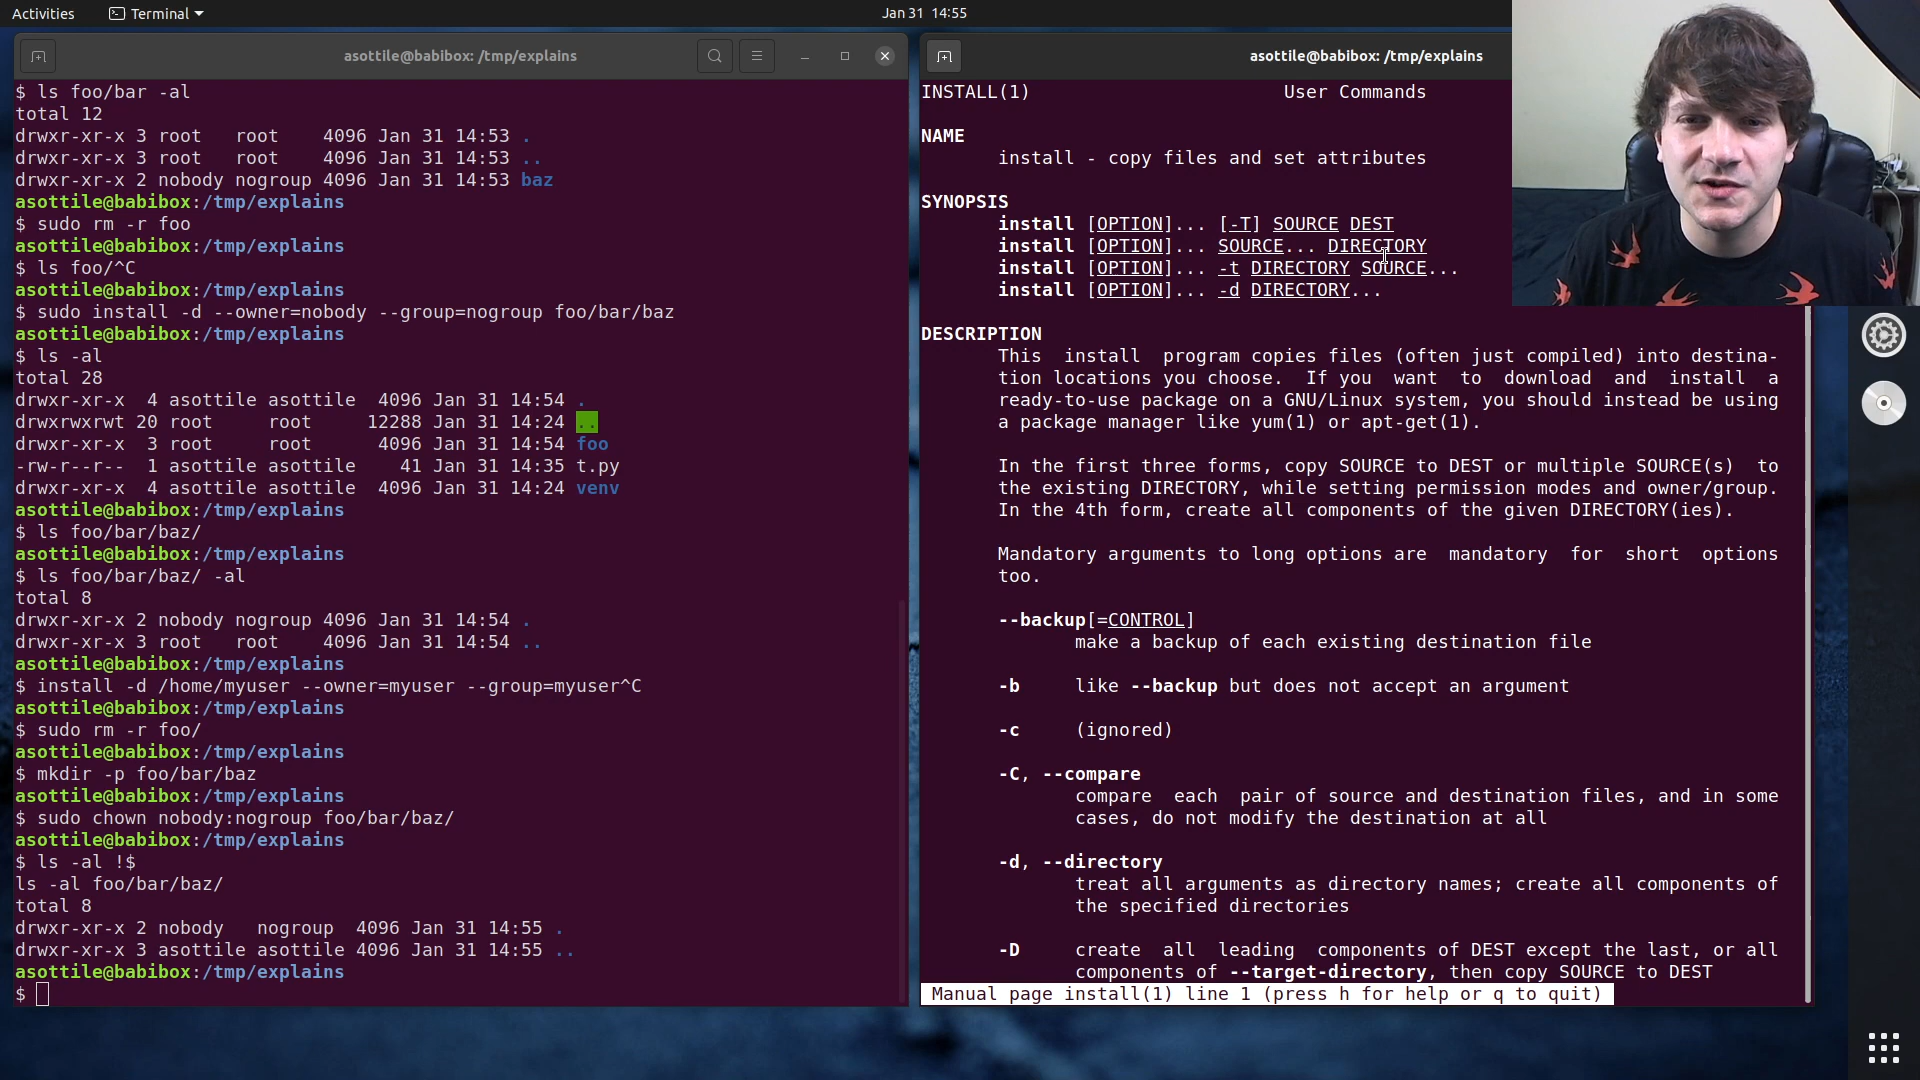 Activities
Terminal
Jan 31 14:55
asottile@babibox: /tmp/explains
$ ls foo/bar -al
total 12
drwxr-xr-x 3 root   root    4096 Jan 31 14:53 .
drwxr-xr-x 3 root   root    4096 Jan 31 14:53 ..
drwxr-xr-x 2 nobody nogroup 4096 Jan 31 14:53 baz
asottile@babibox:/tmp/explains
$ sudo rm -r foo
asottile@babibox:/tmp/explains
$ ls foo/^C
asottile@babibox:/tmp/explains
$ sudo install -d --owner=nobody --group=nogroup foo/bar/baz
asottile@babibox:/tmp/explains
$ ls -al
total 28
drwxr-xr-x  4 asottile asottile  4096 Jan 31 14:54 .
drwxrwxrwt 20 root     root     12288 Jan 31 14:24 ..
drwxr-xr-x  3 root     root      4096 Jan 31 14:54 foo
-rw-r--r--  1 asottile asottile    41 Jan 31 14:35 t.py
drwxr-xr-x  4 asottile asottile  4096 Jan 31 14:24 venv
asottile@babibox:/tmp/explains
$ ls foo/bar/baz/
asottile@babibox:/tmp/explains
$ ls foo/bar/baz/ -al
total 8
drwxr-xr-x 2 nobody nogroup 4096 Jan 31 14:54 .
drwxr-xr-x 3 root   root    4096 Jan 31 14:54 ..
asottile@babibox:/tmp/explains
$ install -d /home/myuser --owner=myuser --group=myuser^C
asottile@babibox:/tmp/explains
$ sudo rm -r foo/
asottile@babibox:/tmp/explains
$ mkdir -p foo/bar/baz
asottile@babibox:/tmp/explains
$ sudo chown nobody:nogroup foo/bar/baz/
asottile@babibox:/tmp/explains
$ ls -al !$
ls -al foo/bar/baz/
total 8
drwxr-xr-x 2 nobody   nogroup  4096 Jan 31 14:55 .
drwxr-xr-x 3 asottile asottile 4096 Jan 31 14:55 ..
asottile@babibox:/tmp/explains
$
asottile@babibox: /tmp/explains
INSTALL(1)                       User Commands
NAME
install - copy files and set attributes
SYNOPSIS
install [OPTION]... [-T] SOURCE DEST
install [OPTION]... SOURCE... DIRECTORY
install [OPTION]... -t DIRECTORY SOURCE...
install [OPTION]... -d DIRECTORY...
DESCRIPTION
This  install  program copies files (often just compiled) into destina-
tion locations you choose.  If you  want  to  download  and  install  a
ready-to-use package on a GNU/Linux system, you should instead be using
a package manager like yum(1) or apt-get(1).
In the first three forms, copy SOURCE to DEST or multiple SOURCE(s)  to
the existing DIRECTORY, while setting permission modes and owner/group.
In the 4th form, create all components of the given DIRECTORY(ies).
Mandatory arguments to long options are  mandatory  for  short  options
too.
--backup[=CONTROL]
make a backup of each existing destination file
-b     like --backup but does not accept an argument
-c     (ignored)
-C, --compare
compare  each  pair of source and destination files, and in some
cases, do not modify the destination at all
-d, --directory
treat all arguments as directory names; create all components of
the specified directories
-D     create  all  leading  components of DEST except the last, or all
components of --target-directory, then copy SOURCE to DEST
Manual page install(1) line 1 (press h for help or q to quit)